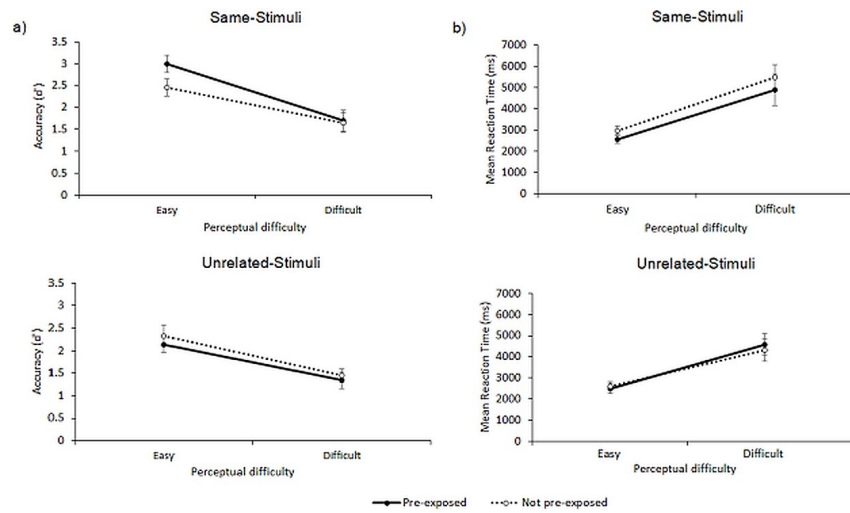 a)
Same-Stimuli
3.5
3
2.5
2
1.5
1
0.5
0
Accuracy (d')
Easy
Difficult
Perceptual difficulty
b)
Same-Stimuli
7000
6000
5000
4000
3000
2000
1000
0
Mean Reaction Time (ms)
Easy
Difficult
Perceptual difficulty
Unrelated-Stimuli
3.5
3
2.5
2
1.5
1
0.5
0
Accuracy (d')
Easy
Difficult
Perceptual difficulty
Unrelated-Stimuli
7000
6000
5000
4000
3000
2000
1000
0
Mean Reaction Time (ms)
Easy
Difficult
Perceptual difficulty
Pre-exposed
Not pre-exposed